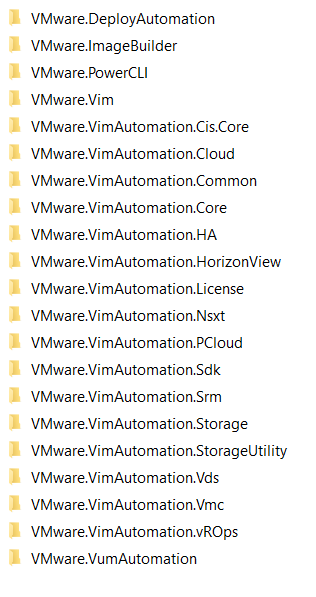 VMware.DeployAutomation
VMware.ImageBuilder
VMware.PowerCLI
VMware.Vim
VMware.VimAutomation.Cis.Core
VMware.VimAutomation.Cloud
VMware.VimAutomation.Common
VMware.VimAutomation.Core
VMware.VimAutomation.HA
VMware.VimAutomation.HorizonView
VMware.VimAutomation.License
VMware.VimAutomation.Nsxt
VMware.VimAutomation.PCloud
VMware.VimAutomation.Sdk
VMware.VimAutomation.Srm
VMware.VimAutomation.Storage
VMware.VimAutomation.StorageUtility
VMware.VimAutomation.Vds
VMware.VimAutomation.Vmc
VMware.VimAutomation.vROps
VMware.VumAutomation